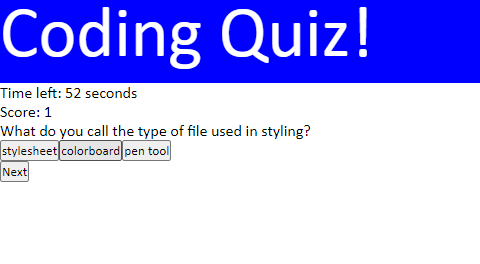 Coding Quiz!
Time left: 52 seconds
Score: 1
What do you call the type of file used in styling?
stylesheet colorboard pen tool
Next